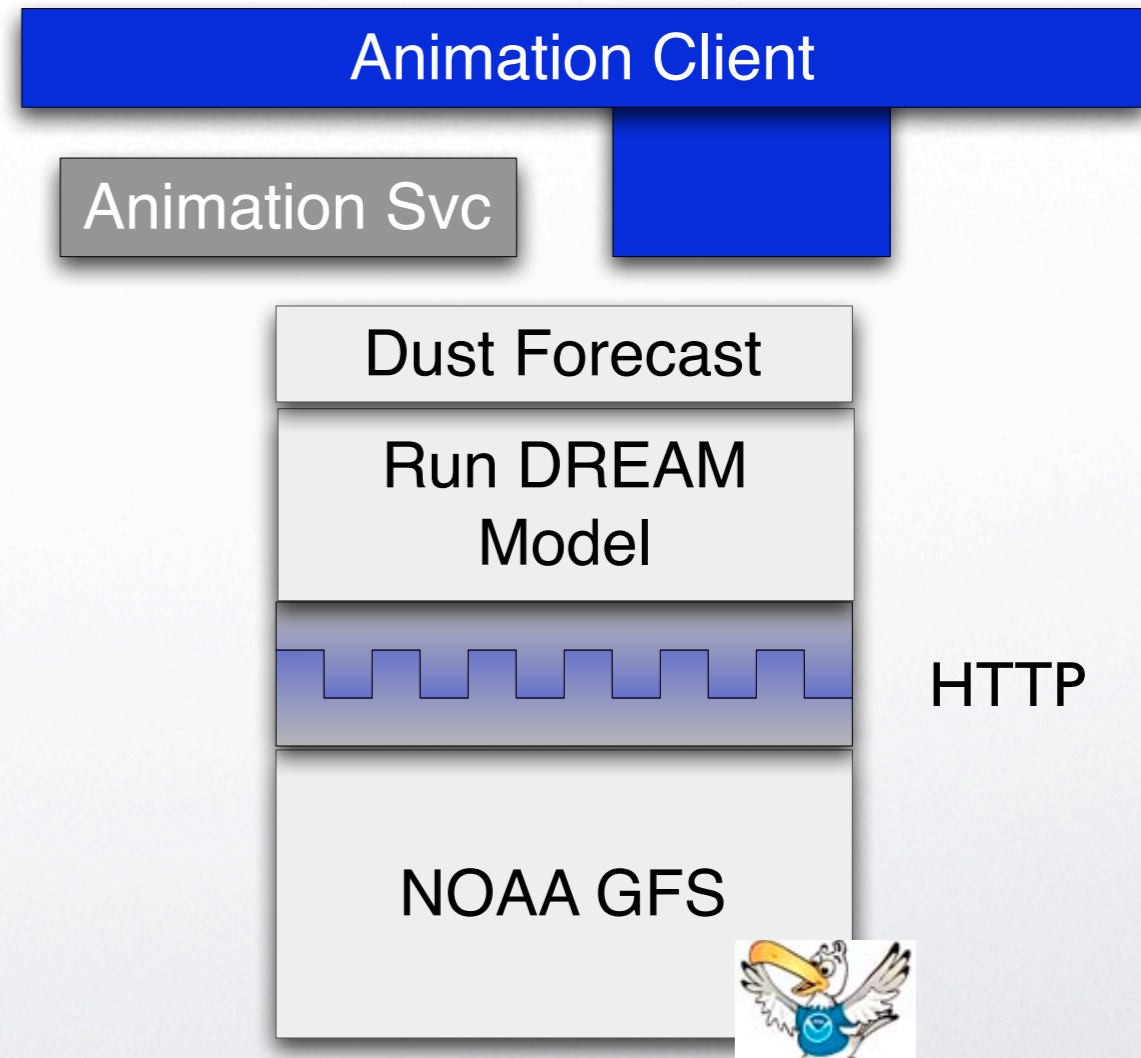 Animation Client
Animation Svc
Dust Forecast
Run DREAM
Model
HTTP
NOAA GFS